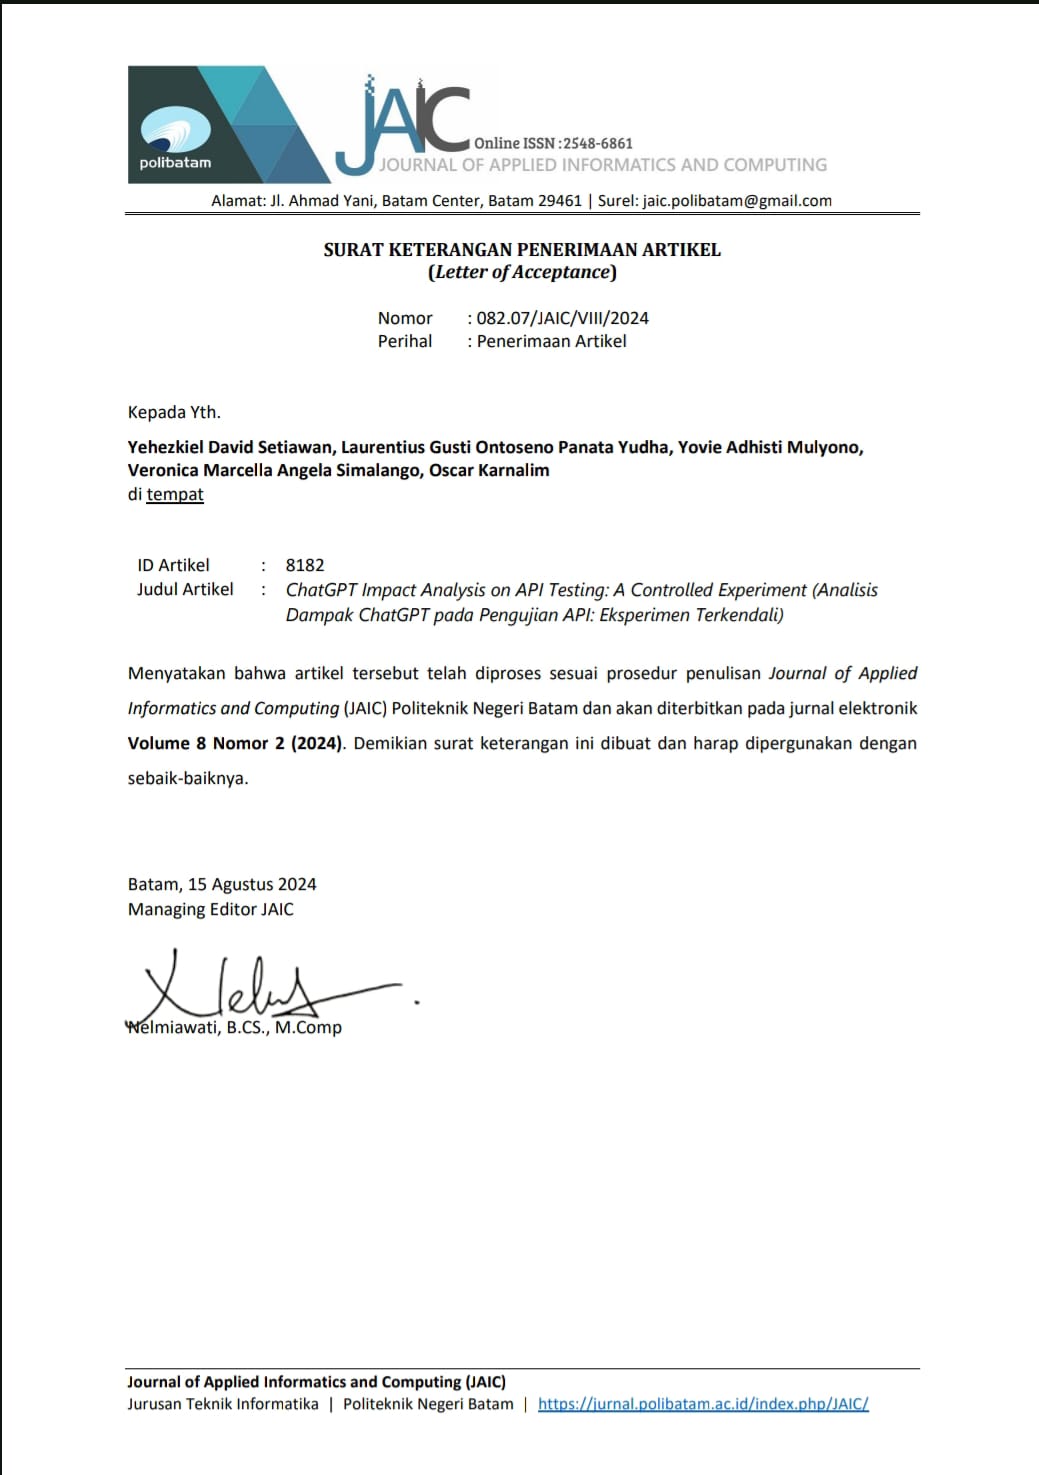 polibatam
JAIC
Online ISSN :2548-6861
JOURNAL OF APPLIED INFORMATICS AND COMPUTING
Alamat: Jl. Ahmad Yani, Batam Center, Batam 29461 | Surel: jaic.polibatam@gmail.com
SURAT KETERANGAN PENERIMAAN ARTIKEL
(Letter of Acceptance)
Nomor : 082.07/JAIC/VIII/2024
Perihal : Penerimaan Artikel
Kepada Yth.
Yehezkiel David Setiawan, Laurentius Gusti Ontoseno Panata Yudha, Yovie Adhisti Mulyono,
Veronica Marcella Angela Simalango, Oscar Karnalim
di tempat
ID Artikel : 8182
Judul Artikel : ChatGPT Impact Analysis on API Testing: A Controlled Experiment (Analisis
Dampak ChatGPT pada Pengujian API: Eksperimen Terkendali)
Menyatakan bahwa artikel tersebut telah diproses sesuai prosedur penulisan Journal of Applied
Informatics and Computing (JAIC) Politeknik Negeri Batam dan akan diterbitkan pada jurnal elektronik
Volume 8 Nomor 2 (2024). Demikian surat keterangan ini dibuat dan harap dipergunakan dengan
sebaik-baiknya.
Batam, 15 Agustus 2024
Managing Editor JAIC
Nelmiawati, B.CS., M.Comp
Journal of Applied Informatics and Computing (JAIC)
Jurusan Teknik Informatika | Politeknik Negeri Batam | https://jurnal.polibatam.ac.id/index.php/JAIC/